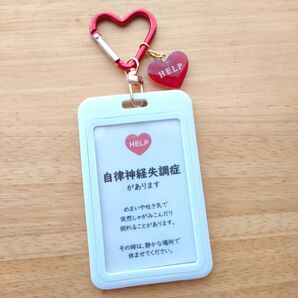 HELP
HELP
自律神経失調症
があります
めまいや吐き気で
突然しゃがみこんだり
倒れることがあります。
その時は、静かな場所で
休ませてください。